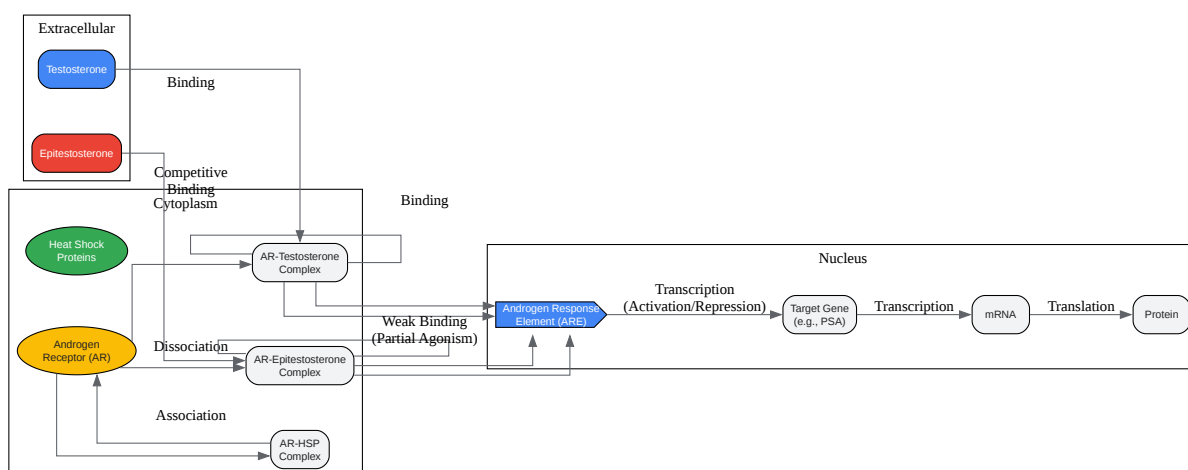 Extracellular
Testosterone
Binding
Epitestosterone
Competitive
Binding
Cytoplasm
Binding
Heat Shock
Proteins
AR-Testosterone
Complex
Nucleus
Androgen Response
Element (ARE)
Transcription
(Activation/Repression)
Target Gene
(e.g., PSA)
Transcription
mRNA
Translation
Protein
Weak Binding
(Partial Agonism)
Androgen
Receptor (AR)
Dissociation
AR-Epitestosterone
Complex
Association
AR-HSP
Complex